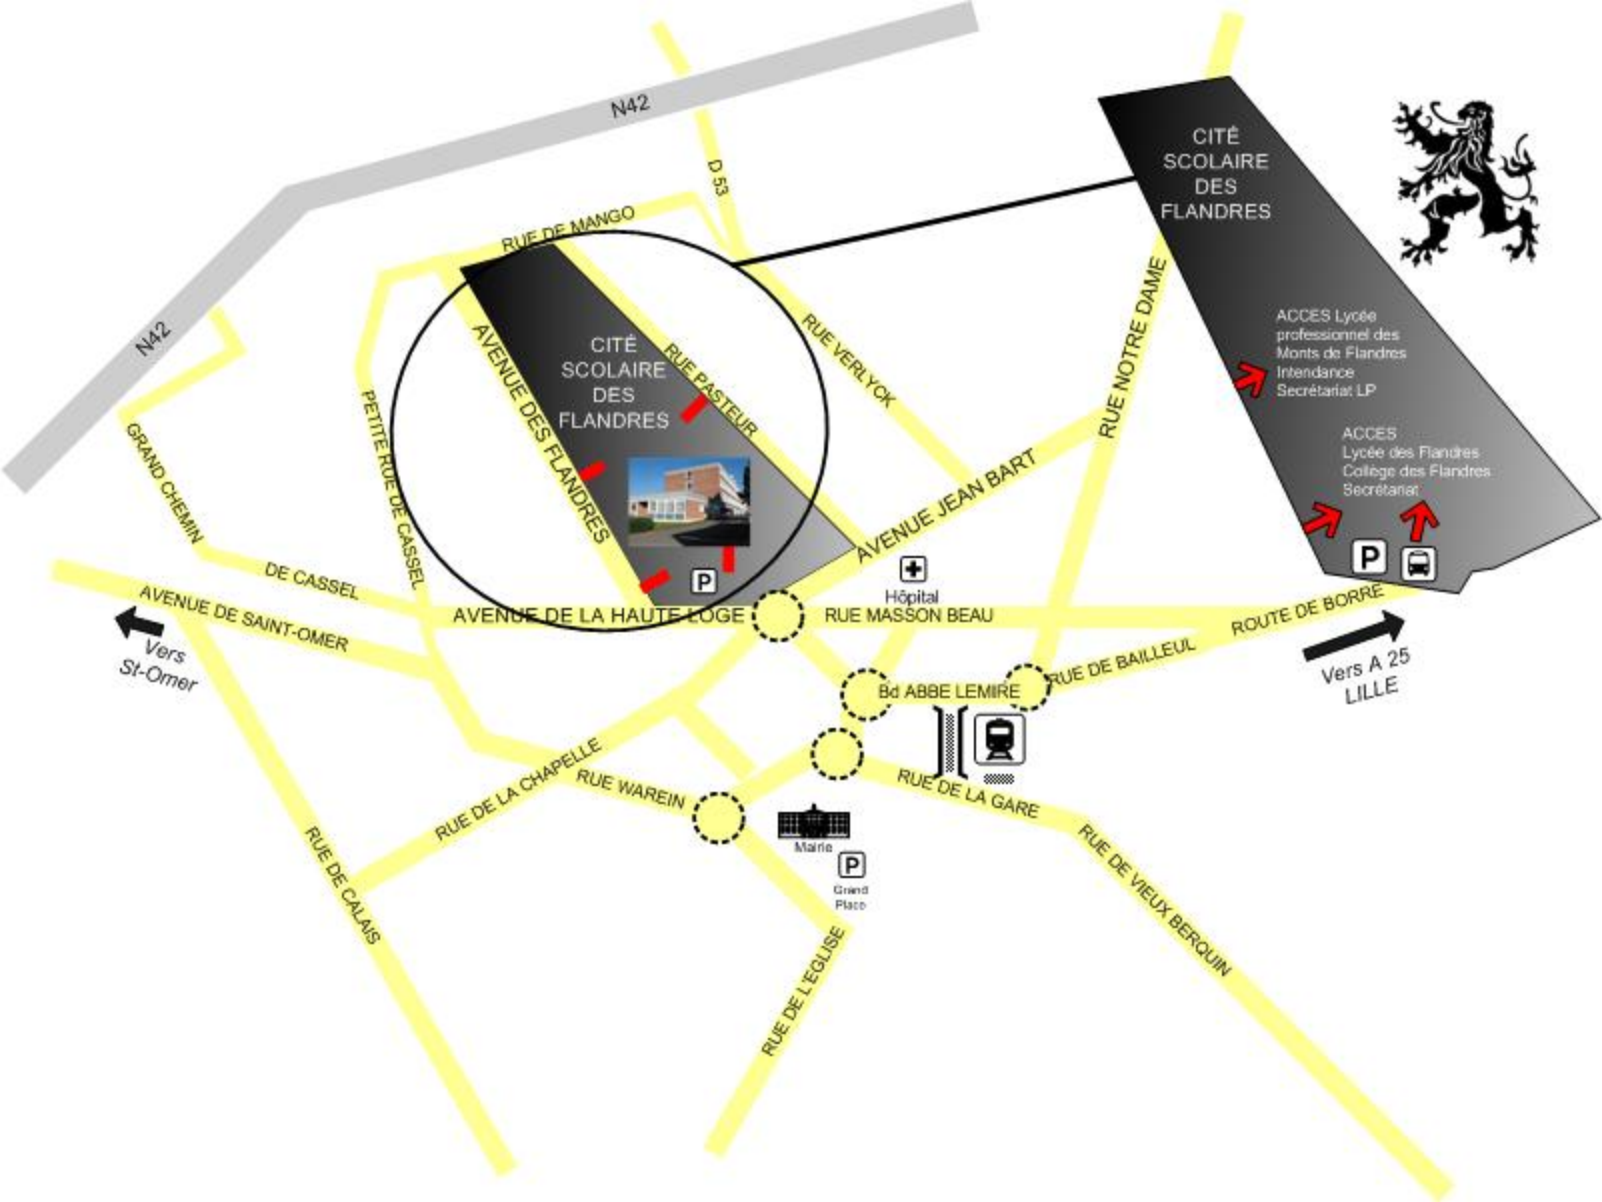 N42
N42
D 53
RUE DE MANGO
CITÉ
SCOLAIRE
DES
FLANDRES
CITÉ
SCOLAIRE
DES
FLANDRES
AVENUE DES FLANDRES
RUE PASTEUR
RUE VERLYCK
RUE NOTRE DAME
ACCES Lycée
professionnel des
Monts de Flandres
Intendance
Secrétariat LP
ACCES
Lycée des Flandres
Collège des Flandres
Secrétariat
P
GRAND CHEMIN
DE CASSEL
PETITE RUE DE CASSEL
AVENUE JEAN BART
P
Hôpital
AVENUE DE SAINT-OMER
AVENUE DE LA HAUTE LOGE
RUE MASSON BEAU
ROUTE DE BORRE
Vers
St-Omer
Vers A 25
LILLE
RUE DE BAILLEUL
Bd ABBE LEMIRE
RUE DE LA CHAPELLE
RUE WAREIN
RUE DE LA GARE
Mairie
P
Grand
Place
RUE DE CALAIS
RUE DE VIEUX BERQUIN
RUE DE L'EGLISE